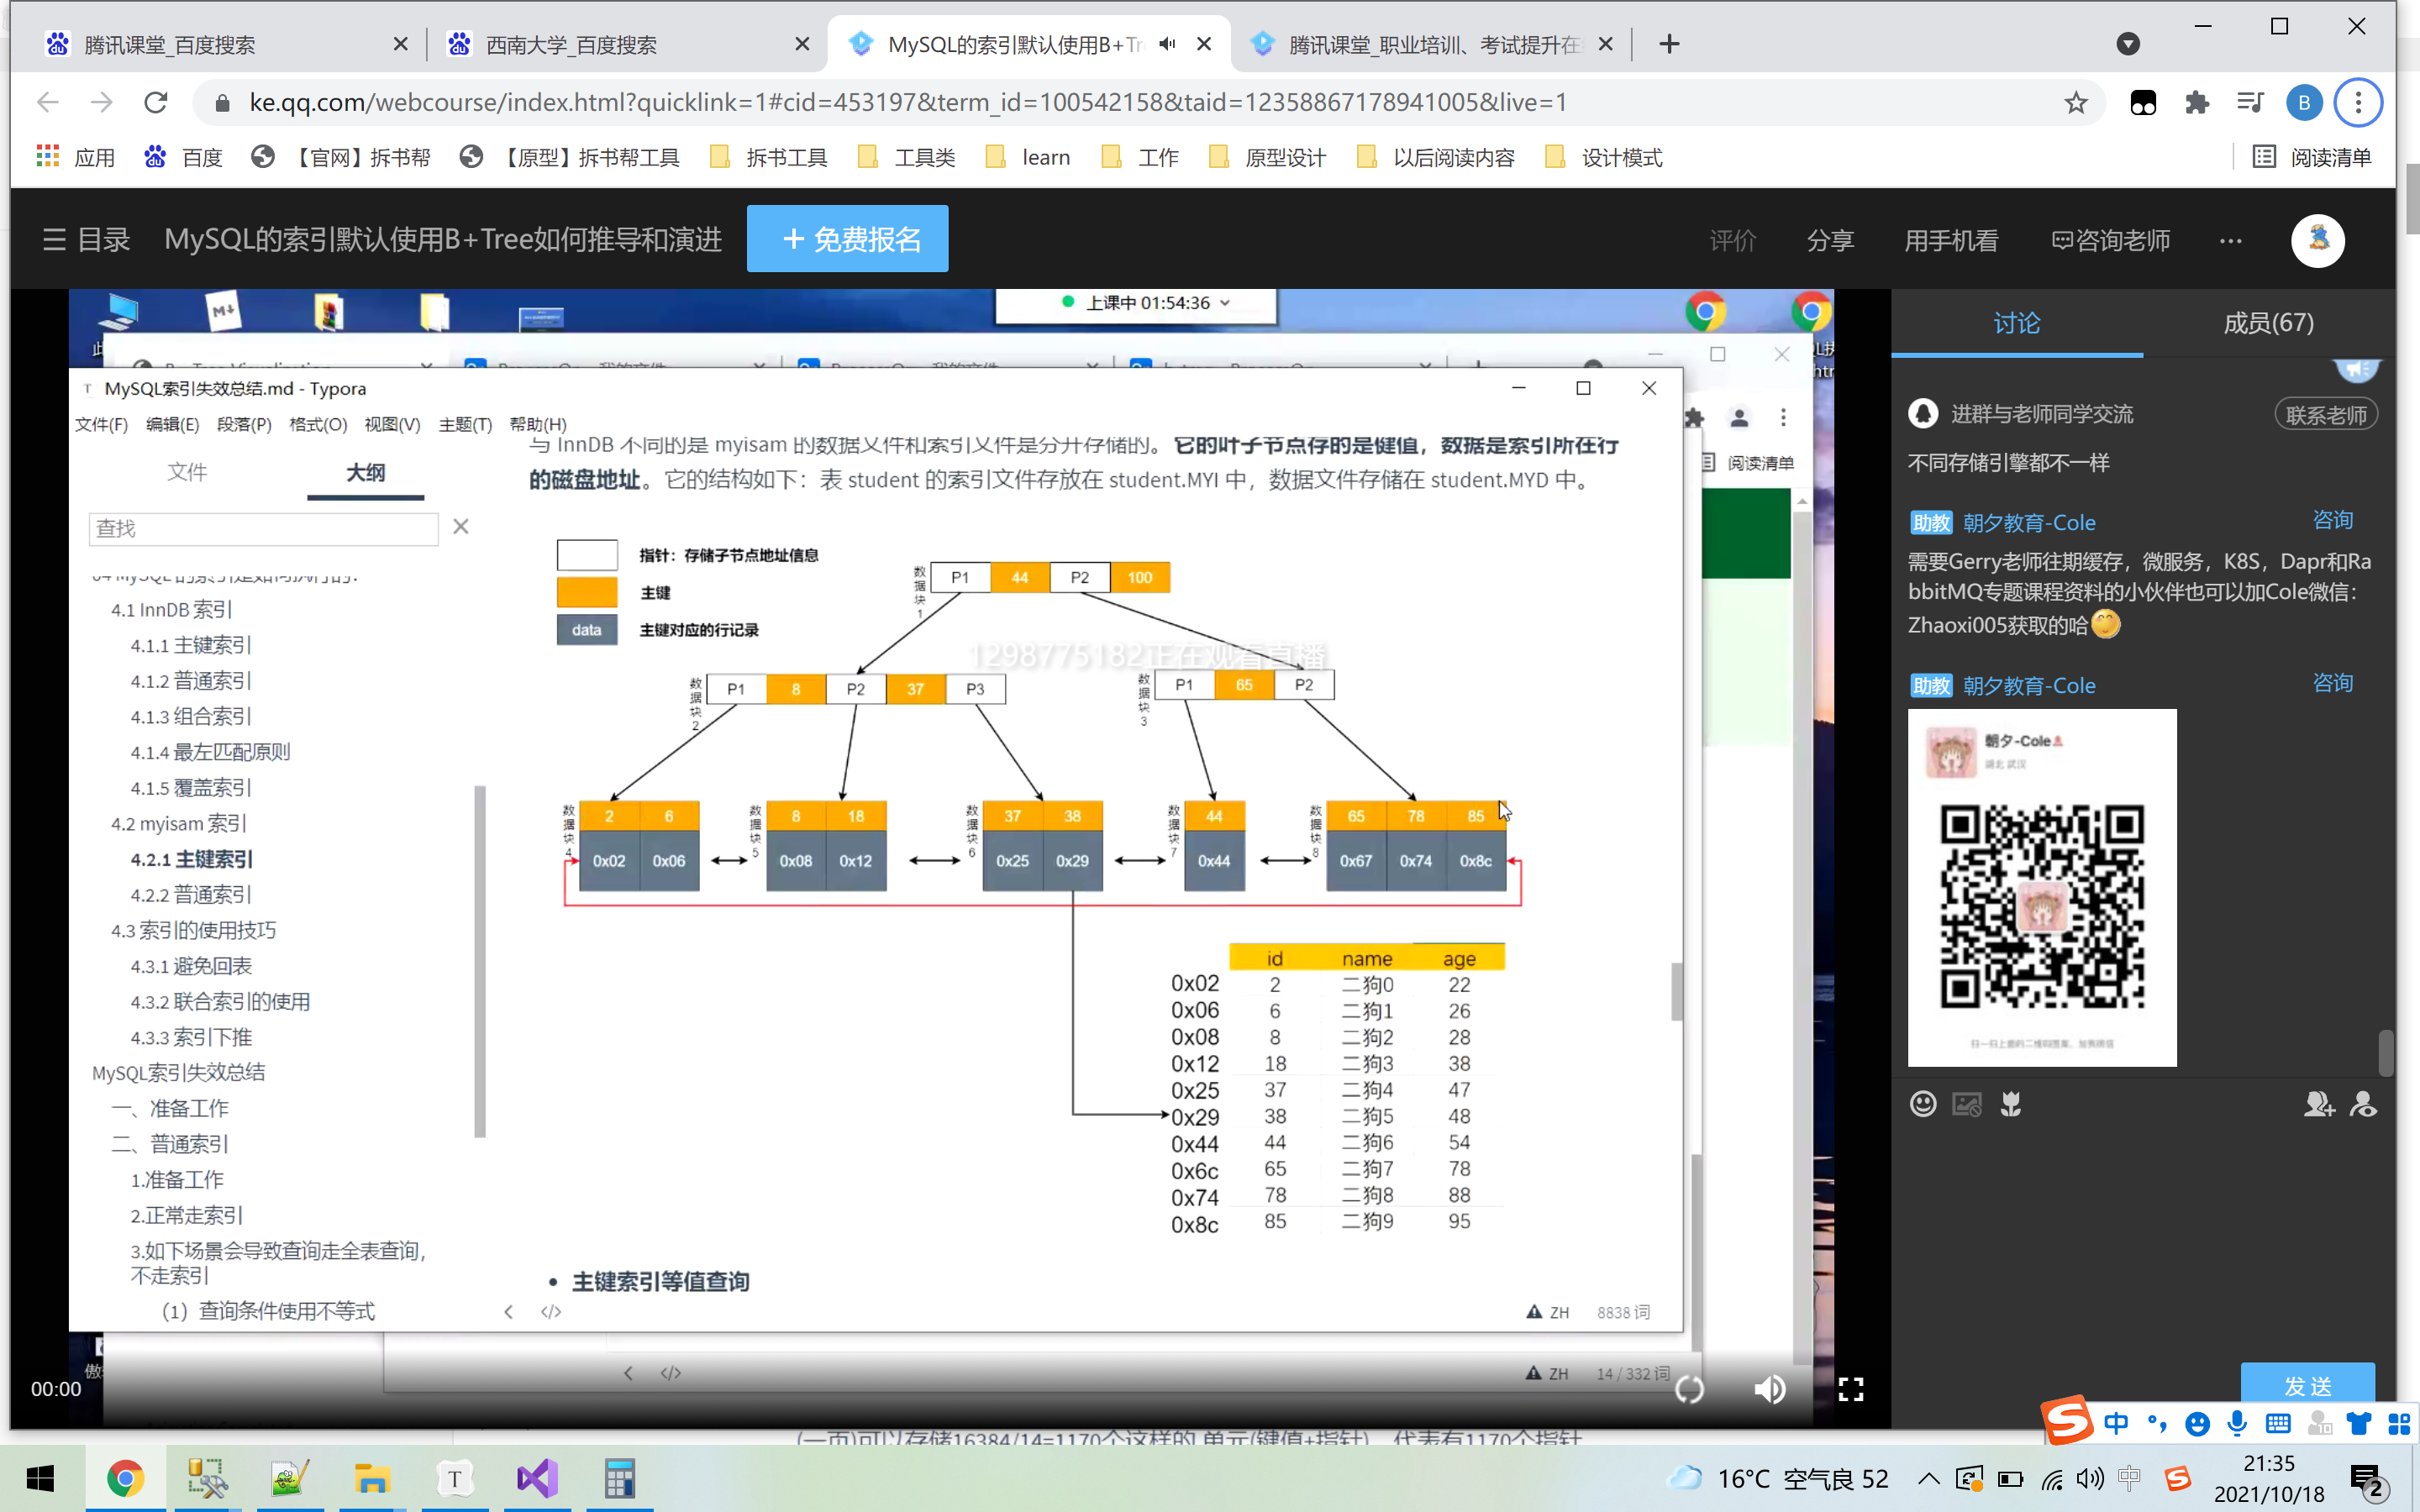 腾讯课堂_百度搜索
西南大学_百度搜索
MySQL的索引默认使用B+Tr
腾讯课堂_职业培训、考试提升在
ke.qq.com/webcourse/index.html?quicklink=1#cid=453197&term_id=100542158&taid=12358867178941005&live=1
B
应用
百度
【官网】拆书帮
【原型】拆书帮工具
拆书工具
工具类
learn
工作
原型设计
以后阅读内容
设计模式
阅读清单
目录
MySQL的索引默认使用B+Tree如何推导和演进
+ 免费报名
评价
分享
用手机看
咨询老师
上课中 01:54:36
MySQL索引失效总结.md - Typora
文件(F) 编辑(E) 段落(P) 格式(O) 视图(V) 主题(T) 帮助(H)
文件
大纲
查找
04 MySQL的索引是如何执行的?
4.1 InnDB 索引
4.1.1 主键索引
4.1.2 普通索引
4.1.3 组合索引
4.1.4 最左匹配原则
4.1.5 覆盖索引
4.2 myisam 索引
4.2.1 主键索引
4.2.2 普通索引
4.3 索引的使用技巧
4.3.1 避免回表
4.3.2 联合索引的使用
4.3.3 索引下推
MySQL索引失效总结
一、准备工作
二、普通索引
1.准备工作
2.正常走索引
3.如下场景会导致查询走全表查询，
不走索引
（1）查询条件使用不等式
与 InnDB 不同的是 myisam 的数据文件和索引文件是分开存储的。它的叶子节点存的是健值，数据是索引所在行
的磁盘地址。它的结构如下：表 student 的索引文件存放在 student.MYI 中，数据文件存储在 student.MYD 中。
指针：存储子节点地址信息
主键
data 主键对应的行记录
数据块1
P1 44 P2 100
1298775182正在观看直播
数据块2
P1 8 P2 37 P3
数据块3
P1 65 P2
数据块4
2 6
0x02 0x06
数据块5
8 18
0x08 0x12
数据块6
37 38
0x25 0x29
数据块7
44
0x44
数据块8
65 78 85
0x67 0x74 0x8c
id name age
0x02 2 二狗0 22
0x06 6 二狗1 26
0x08 8 二狗2 28
0x12 18 二狗3 38
0x25 37 二狗4 47
0x29 38 二狗5 48
0x44 44 二狗6 54
0x6c 65 二狗7 78
0x74 78 二狗8 88
0x8c 85 二狗9 95
• 主键索引等值查询
ZH 8838 词
阅读清单
ZH 14 / 332 词
00:00
讨论
成员(67)
进群与老师同学交流
联系老师
不同存储引擎都不一样
助教 朝夕教育-Cole 咨询
需要Gerry老师往期缓存，微服务，K8S，Dapr和Ra
bbitMQ专题课程资料的小伙伴也可以加Cole微信：
Zhaoxi005获取的哈
助教 朝夕教育-Cole 咨询
朝夕-Cole
湖北 武汉
扫一扫上面的二维码图案，加我微信
发 送
中
(一页)可以存储16384/14=1170个这样的 单元(键值+指针)，代表有1170个指针
16°C 空气良 52
中
21:35
2021/10/18
2